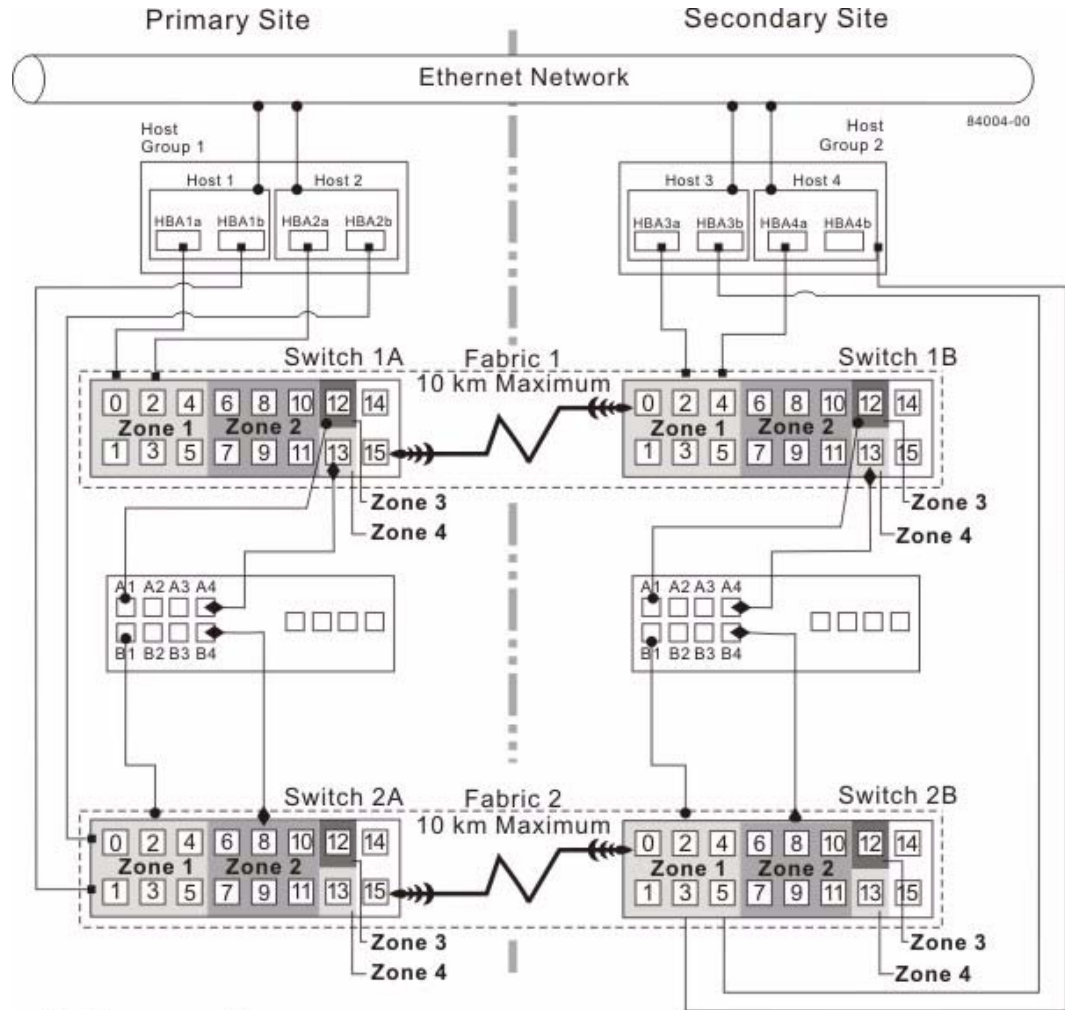 Primary Site
Secondary Site
Ethernet Network
84004-00
Host
Group 1
Host
Group 2
Host 1
Host 2
Host 3
Host 4
HBA1a
HBA1b
HBA2a
HBA2b
HBA3a
HBA3b
HBA4a
HBA4b
Switch 1A
Fabric 1
Switch 1B
10 km Maximum
0 2 4 6 8 10 12 14
Zone 1
Zone 2
1 3 5 7 9 11 13 15
0 2 4 6 8 10 12 14
Zone 1
Zone 2
1 3 5 7 9 11 13 15
Zone 3
Zone 4
Zone 3
Zone 4
A1 A2 A3 A4
B1 B2 B3 B4
A1 A2 A3 A4
B1 B2 B3 B4
Switch 2A
Fabric 2
Switch 2B
10 km Maximum
0 2 4 6 8 10 12 14
Zone 1
Zone 2
1 3 5 7 9 11 13 15
0 2 4 6 8 10 12 14
Zone 1
Zone 2
1 3 5 7 9 11 13 15
Zone 3
Zone 4
Zone 3
Zone 4